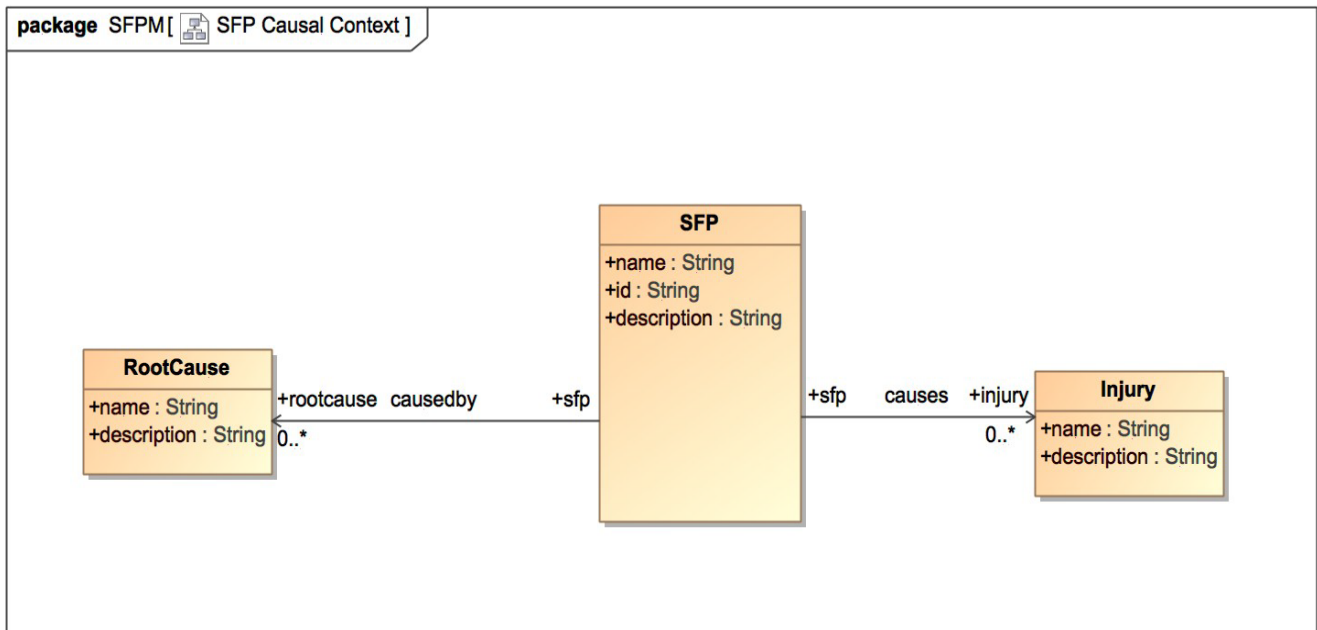 package SFPM[ SFP Causal Context ]
SFP
+name : String
+id : String
+description : String
RootCause
+name : String
+description : String
+rootcause causedby +sfp
0..*
+sfp causes +injury
0..*
Injury
+name : String
+description : String